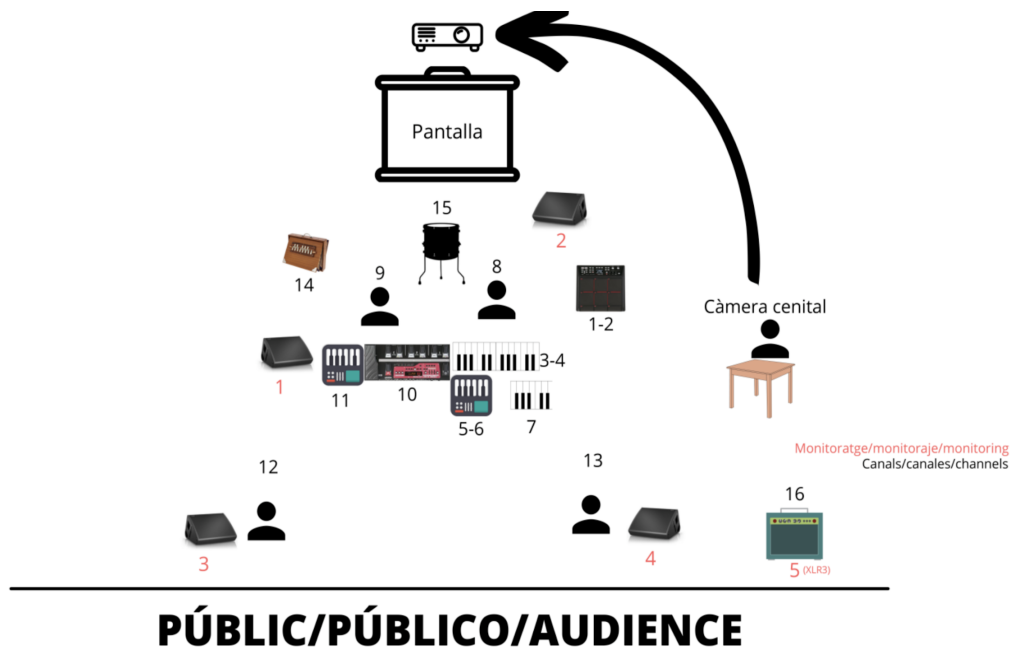 Pantalla
15
2
9
8
14
1-2
Càmera cenital
3-4
1
11
10
5-6
7
Monitoratge/monitoraje/monitoring
Canals/canales/channels
12
13
16
3
4
5 (XLR3)
PÚBLIC/PÚBLICO/AUDIENCE